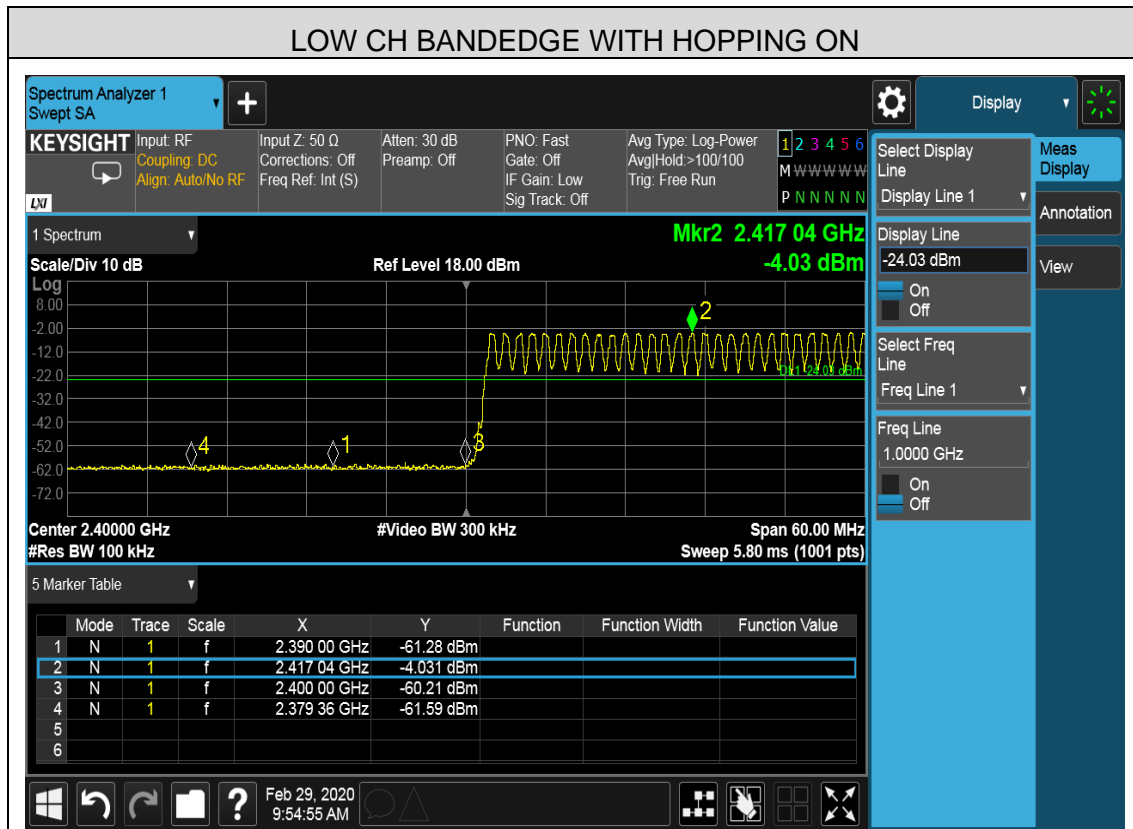 LOW CH BANDEDGE WITH HOPPING ON
Spectrum Analyzer 1
Swept SA
+
Display
KEYSIGHT
LXI
Input: RF
Coupling: DC
Align: Auto/No RF
Input Z: 50 Ω
Corrections: Off
Freq Ref: Int (S)
Atten: 30 dB
Preamp: Off
PNO: Fast
Gate: Off
IF Gain: Low
Sig Track: Off
Avg Type: Log-Power
Avg|Hold:>100/100
Trig: Free Run
1 2 3 4 5 6
M W W W W W
P N N N N N
1 Spectrum
Mkr2 2.417 04 GHz
Scale/Div 10 dB
Ref Level 18.00 dBm
-4.03 dBm
Log
8.00
-2.00
-12.0
-22.0
-32.0
-42.0
-52.0
-62.0
-72.0
2
DL1 -24.03 dBm
4
1
3
Center 2.40000 GHz
#Video BW 300 kHz
Span 60.00 MHz
#Res BW 100 kHz
Sweep 5.80 ms (1001 pts)
5 Marker Table
Mode Trace Scale X Y Function Function Width Function Value
1 N 1 f 2.390 00 GHz -61.28 dBm
2 N 1 f 2.417 04 GHz -4.031 dBm
3 N 1 f 2.400 00 GHz -60.21 dBm
4 N 1 f 2.379 36 GHz -61.59 dBm
5
6
Select Display
Line
Display Line 1
Display Line
-24.03 dBm
On
Off
Select Freq
Line
Freq Line 1
Freq Line
1.0000 GHz
On
Off
Meas
Display
Annotation
View
?
Feb 29, 2020
9:54:55 AM